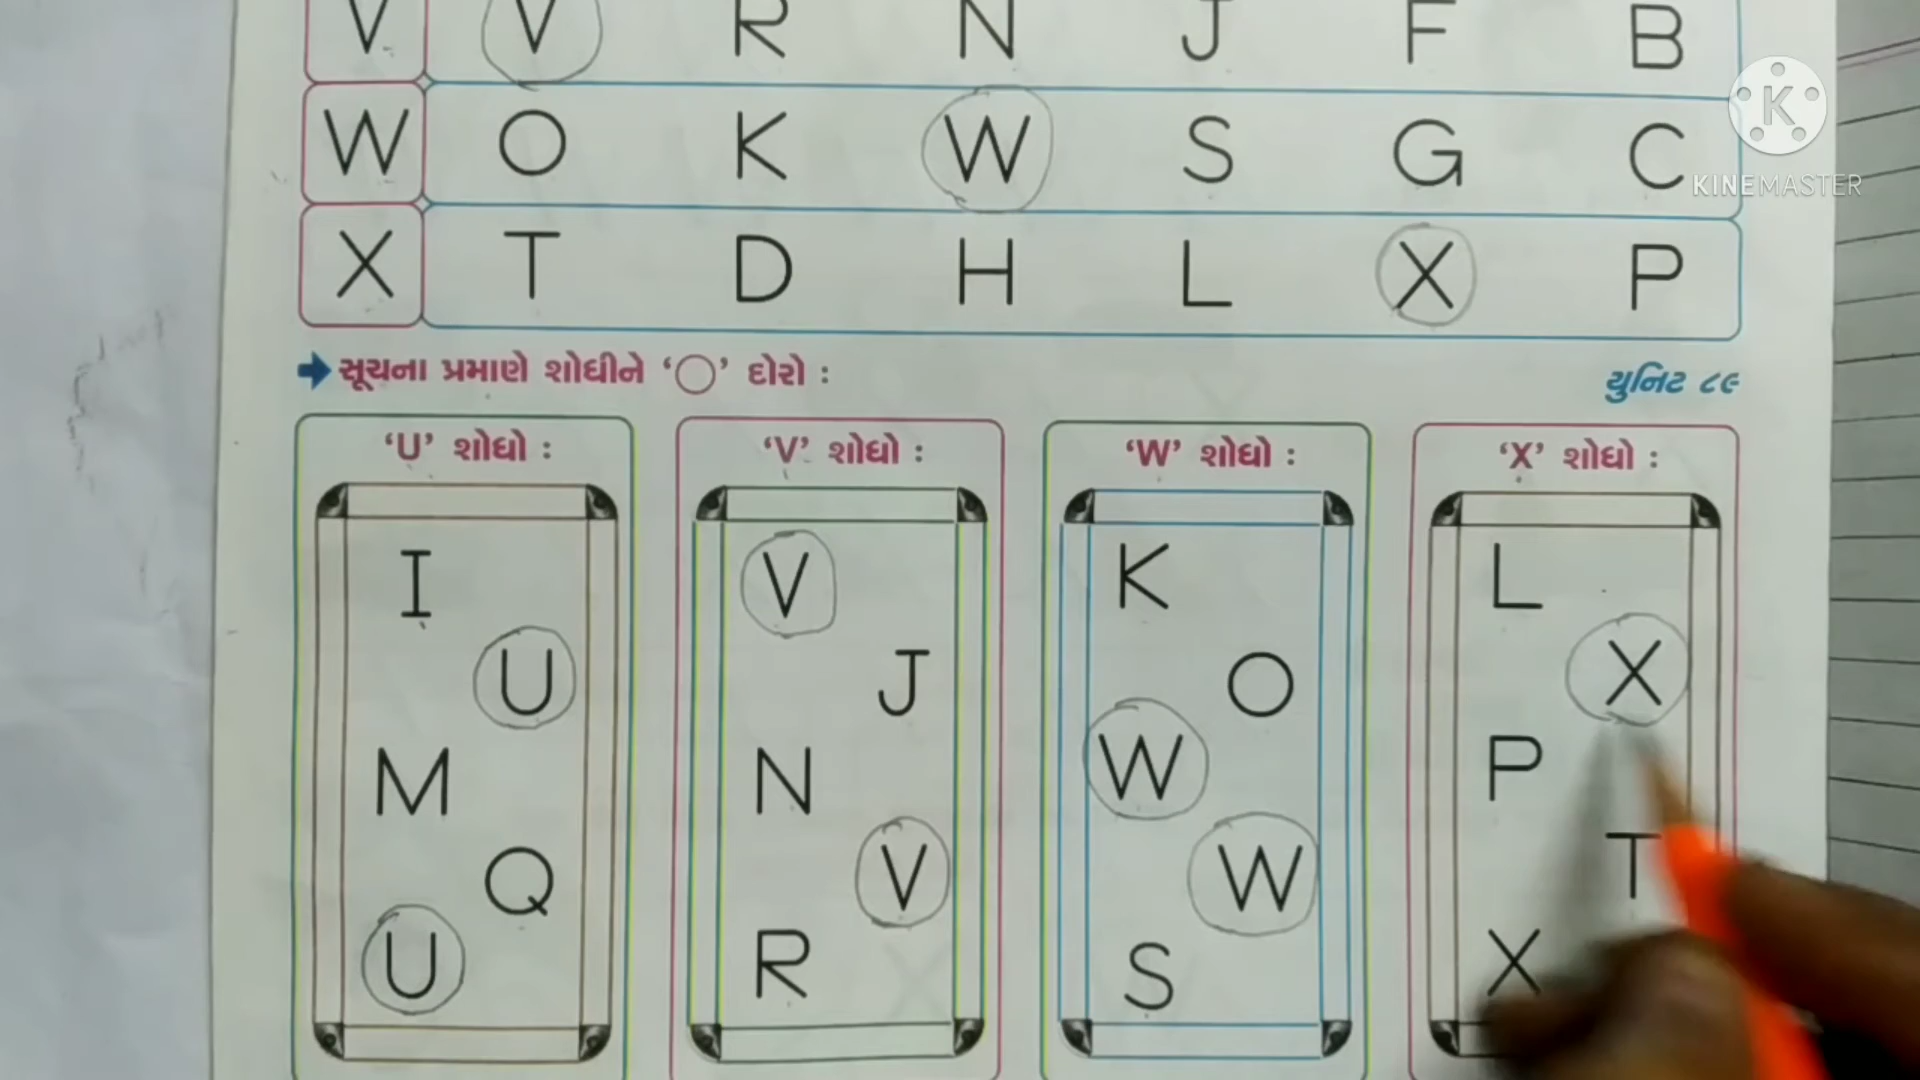 V V R N J F B
W O K W S G C
KINEMASTER
X T D H L X P
સૂચના પ્રમાણે શોધીને ‘○’ દોરો :
યુનિટ ૮૯
‘U’ શોધો :
I
U
M
Q
U
‘V’ શોધો :
V
J
N
V
R
‘W’ શોધો :
K
O
W
W
S
‘X’ શોધો :
L
X
P
T
X